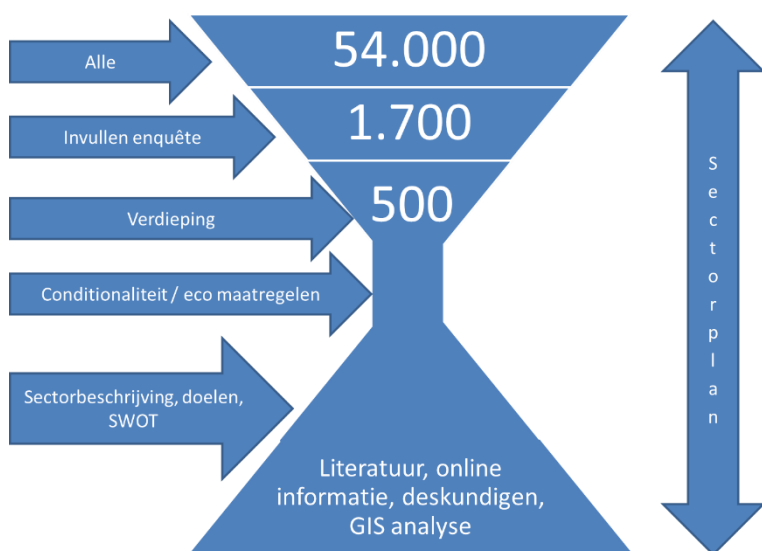 Alle
54.000
Invullen enquête
1.700
Verdieping
500
Conditionaliteit / eco maatregelen
Sectorbeschrijving, doelen,
SWOT
Literatuur, online
informatie, deskundigen,
GIS analyse
Sectorplan